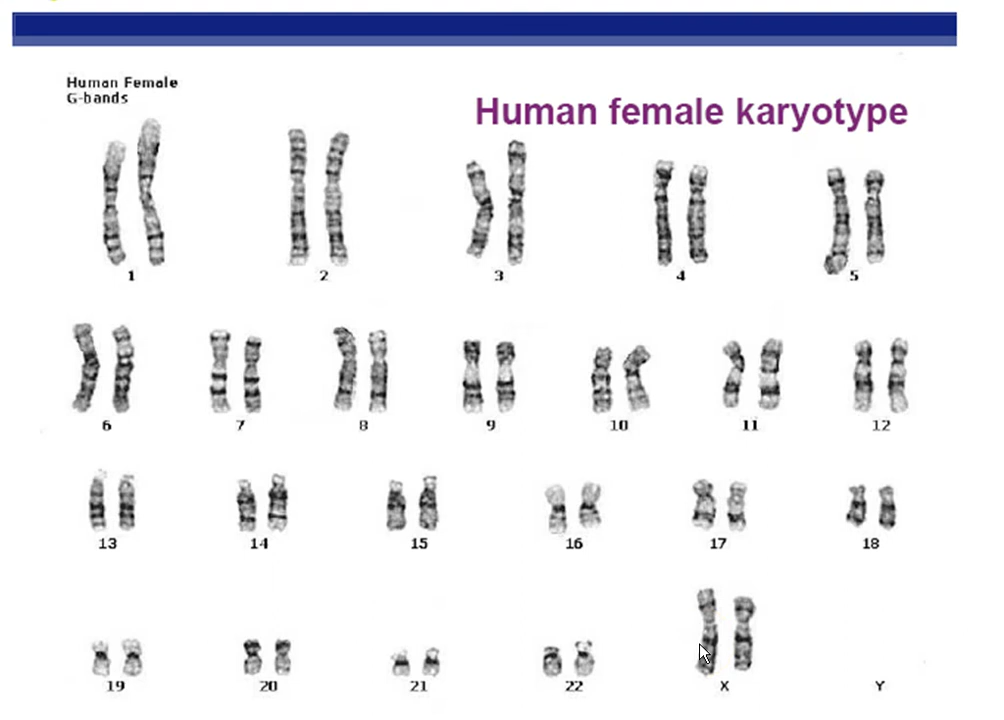 Human Female
G-bands
Human female karyotype
1 2 3 4 5
6 7 8 9 10 11 12
13 14 15 16 17 18
19 20 21 22 X Y